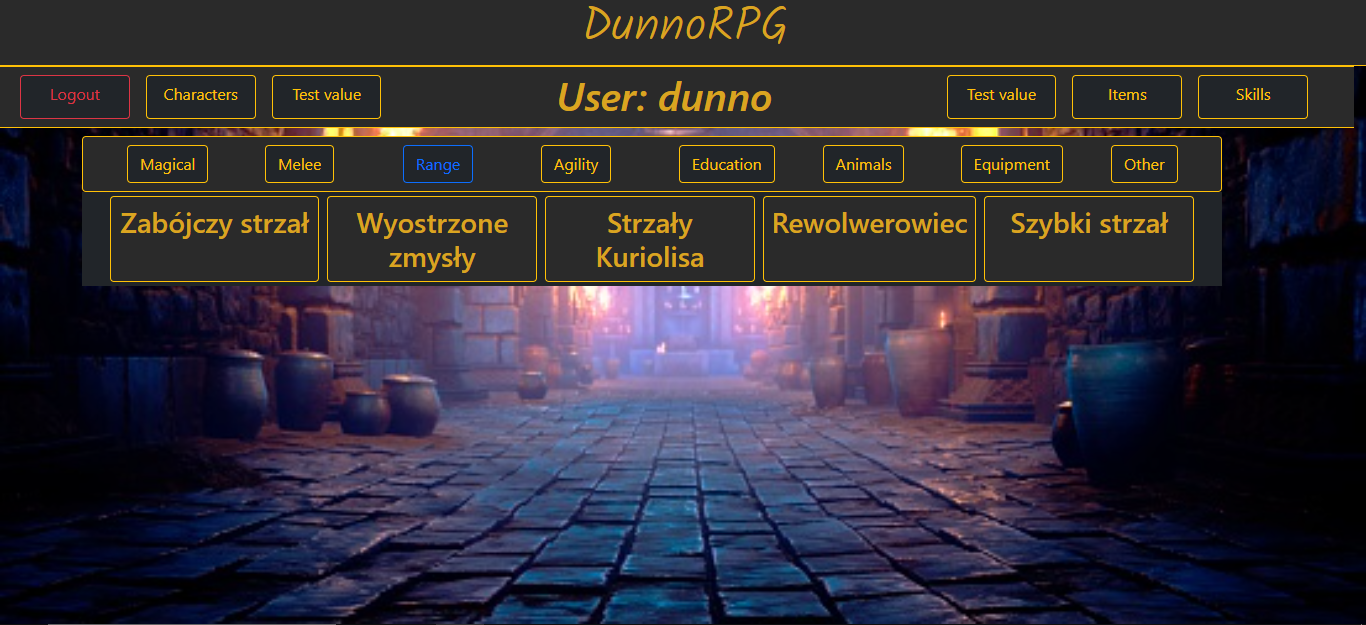 DunnoRPG
Logout Characters Test value User: dunno Test value Items Skills
Magical Melee Range Agility Education Animals Equipment Other
Zabójczy strzał
Wyostrzone
zmysły
Strzały
Kuriolisa
Rewolwerowiec
Szybki strzał